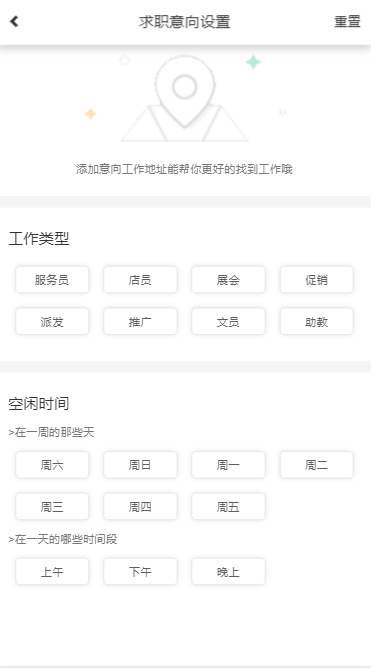 求职意向设置 重置
添加意向工作地址能帮你更好的找到工作哦
工作类型
服务员 店员 展会 促销
派发 推广 文员 助教
空闲时间
>在一周的那些天
周六 周日 周一 周二
周三 周四 周五
>在一天的哪些时间段
上午 下午 晚上